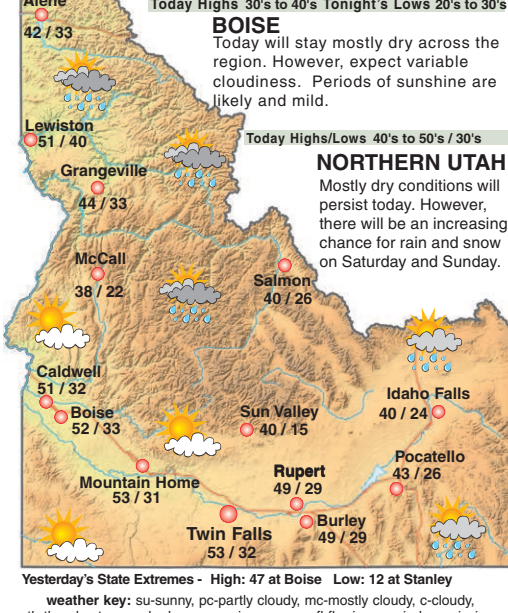 Today Highs 30's to 40's Tonight's Lows 20's to 30's
BOISE
Today will stay mostly dry across the
region. However, expect variable
cloudiness. Periods of sunshine are
likely and mild.
Today Highs/Lows 40's to 50's / 30's
NORTHERN UTAH
Mostly dry conditions will
persist today. However,
there will be an increasing
chance for rain and snow
on Saturday and Sunday.
Alene
42 / 33
Lewiston
51 / 40
Grangeville
44 / 33
McCall
38 / 22
Salmon
40 / 26
Caldwell
51 / 32
Boise
52 / 33
Sun Valley
40 / 15
Idaho Falls
40 / 24
Mountain Home
53 / 31
Rupert
49 / 29
Pocatello
43 / 26
Twin Falls
53 / 32
Burley
49 / 29
Yesterday's State Extremes - High: 47 at Boise Low: 12 at Stanley
weather key: su-sunny, pc-partly cloudy, mc-mostly cloudy, c-cloudy,